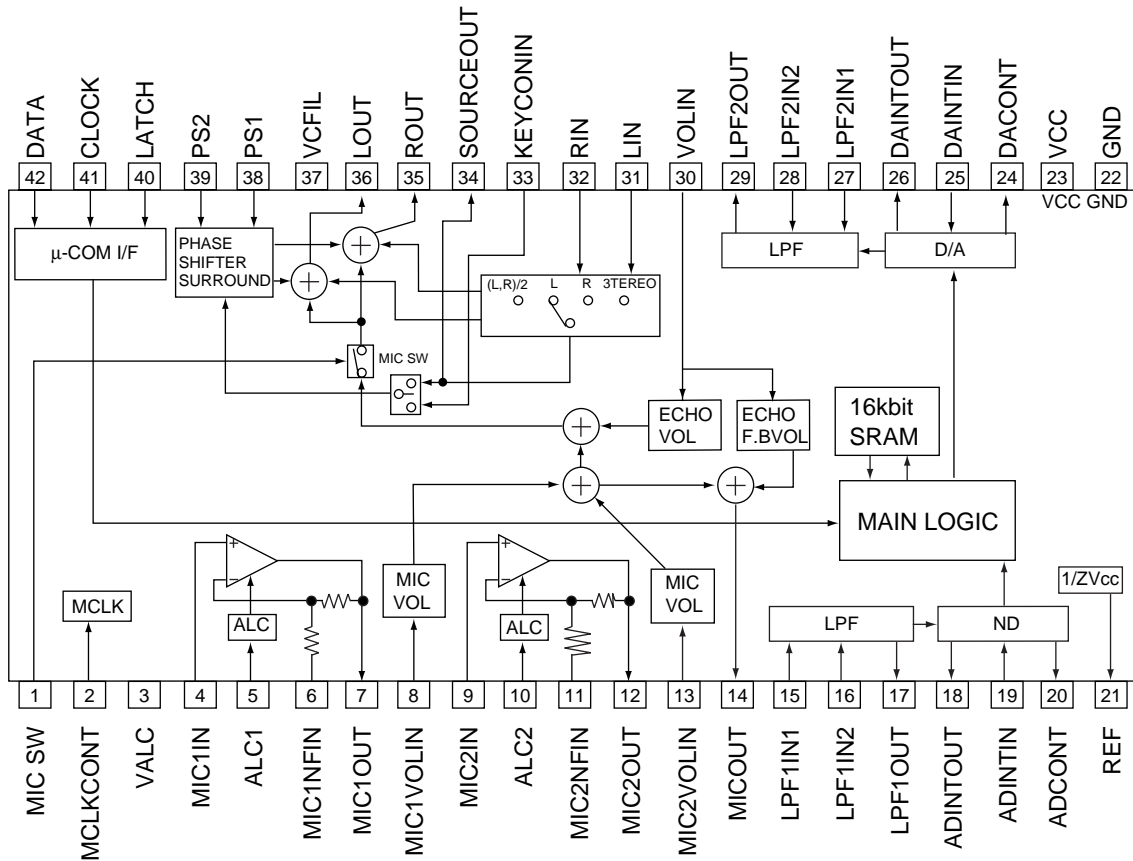 DATA
CLOCK
LATCH
PS2
PS1
VCFIL
LOUT
ROUT
SOURCEOUT
KEYCONIN
RIN
LIN
VOLIN
LPF2OUT
LPF2IN2
LPF2IN1
DAINTOUT
DAINTIN
DACONT
VCC
GND
42 41 40 39 38 37 36 35 34 33 32 31 30 29 28 27 26 25 24 23 22
VCC GND
μ-COM I/F
PHASE
SHIFTER
SURROUND
(L,R)/2 L R 3TEREO
LPF
D/A
MIC SW
ECHO
VOL
ECHO
F.BVOL
16kbit
SRAM
MAIN LOGIC
MCLK
+
−
ALC
MIC
VOL
+
−
ALC
MIC
VOL
LPF
ND
1/ZVcc
1 2 3 4 5 6 7 8 9 10 11 12 13 14 15 16 17 18 19 20 21
MIC SW
MCLKCONT
VALC
MIC1IN
ALC1
MIC1NFIN
MIC1OUT
MIC1VOLIN
MIC2IN
ALC2
MIC2NFIN
MIC2OUT
MIC2VOLIN
MICOUT
LPF1IN1
LPF1IN2
LPF1OUT
ADINTOUT
ADINTIN
ADCONT
REF